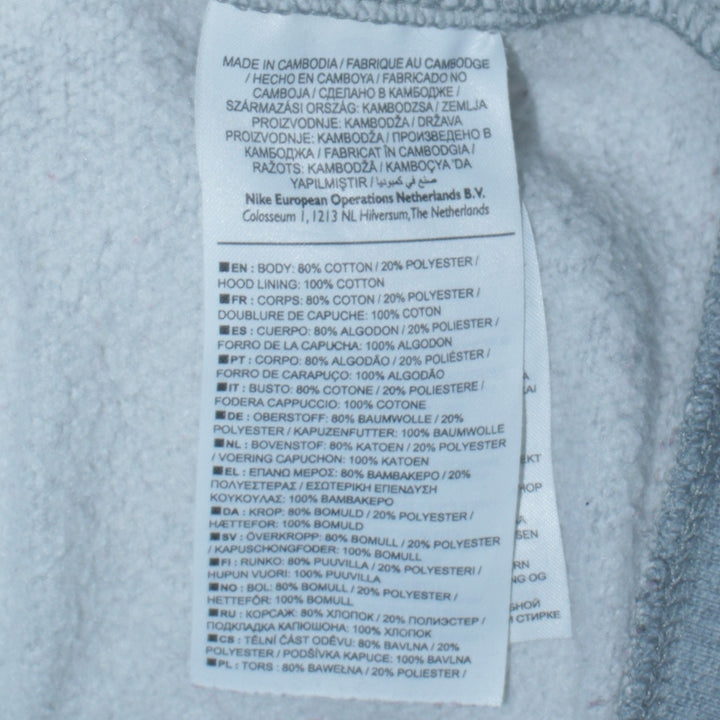 MADE IN CAMBODIA / FABRIQUE AU CAMBODGE
/ HECHO EN CAMBOYA / FABRICADO NO
CAMBOJA / СДЕЛАНО В КАМБОДЖЕ /
SZÁRMAZÁSI ORSZÁG: KAMBODZSA / ZEMLJA
PROIZVODNJE: KAMBODŽA / DRŽAVA
PROIZVODNJE: KAMBODŽA / ПРОИЗВЕДЕНО В
КАМБОДЖА / FABRICAT ÎN CAMBODGIA /
RAŽOTS: KAMBODŽĀ / KAMBOÇYA 'DA
YAPILMIŞTIR / صنع في كمبوديا
Nike European Operations Netherlands B.V.
Colosseum 1, 1213 NL Hilversum, The Netherlands
EN : BODY: 80% COTTON / 20% POLYESTER /
HOOD LINING: 100% COTTON
FR : CORPS: 80% COTON / 20% POLYESTER /
DOUBLURE DE CAPUCHE: 100% COTON
ES : CUERPO: 80% ALGODON / 20% POLIESTER /
FORRO DE LA CAPUCHA: 100% ALGODON
PT : CORPO: 80% ALGODÃO / 20% POLIÉSTER /
FORRO DE CARAPUÇO: 100% ALGODÃO
IT : BUSTO: 80% COTONE / 20% POLIESTERE /
FODERA CAPPUCCIO: 100% COTONE
DE : OBERSTOFF: 80% BAUMWOLLE / 20%
POLYESTER / KAPUZENFUTTER: 100% BAUMWOLLE
NL : BOVENSTOF: 80% KATOEN / 20% POLYESTER
/ VOERING CAPUCHON: 100% KATOEN
EL : ΕΠΑΝΩ ΜΕΡΟΣ: 80% ΒΑΜΒΑΚΕΡΟ / 20%
ΠΟΛΥΕΣΤΕΡΑΣ / ΕΣΩΤΕΡΙΚΗ ΕΠΕΝΔΥΣΗ
ΚΟΥΚΟΥΛΑΣ: 100% ΒΑΜΒΑΚΕΡΟ
DA : KROP: 80% BOMULD / 20% POLYESTER /
HÆTTEFOR: 100% BOMULD
SV : ÖVERKROPP: 80% BOMULL / 20% POLYESTER
/ KAPUSCHONGFODER: 100% BOMULL
FI : RUNKO: 80% PUUVILLA / 20% POLYESTERI /
HUPUN VUORI: 100% PUUVILLA
NO : BOL: 80% BOMULL / 20% POLYESTER /
HETTEFÔR: 100% BOMULL
RU : КОРСАЖ: 80% ХЛОПОК / 20% ПОЛИЭСТЕР /
ПОДКЛАДКА КАПЮШОНА: 100% ХЛОПОК
CS : TĚLNÍ ČÁST ODĚVU: 80% BAVLNA / 20%
POLYESTER / PODŠÍVKA KAPUCE: 100% BAVLNA
PL : TORS : 80% BAWEŁNA / 20% POLIESTER /
NG OG
СТИРКЕ